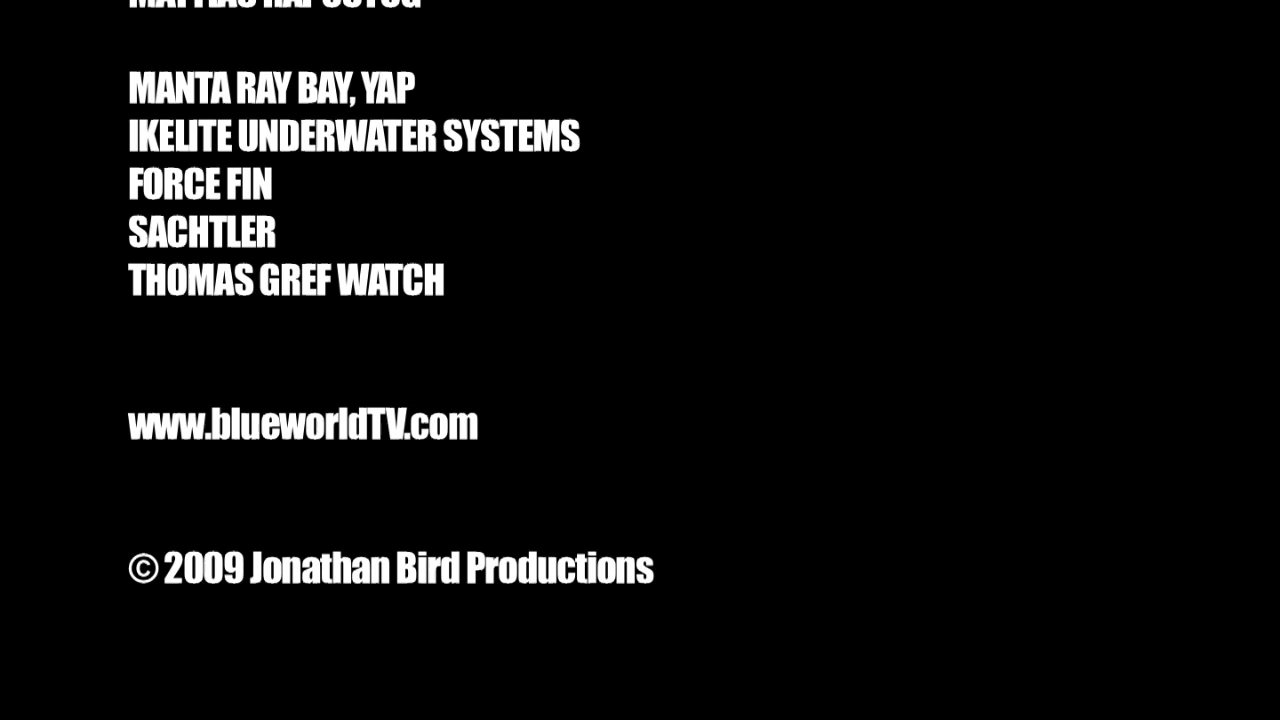 MANTA RAY BAY, YAP
IKELITE UNDERWATER SYSTEMS
FORCE FIN
SACHTLER
THOMAS GREF WATCH
www.blueworldTV.com
© 2009 Jonathan Bird Productions